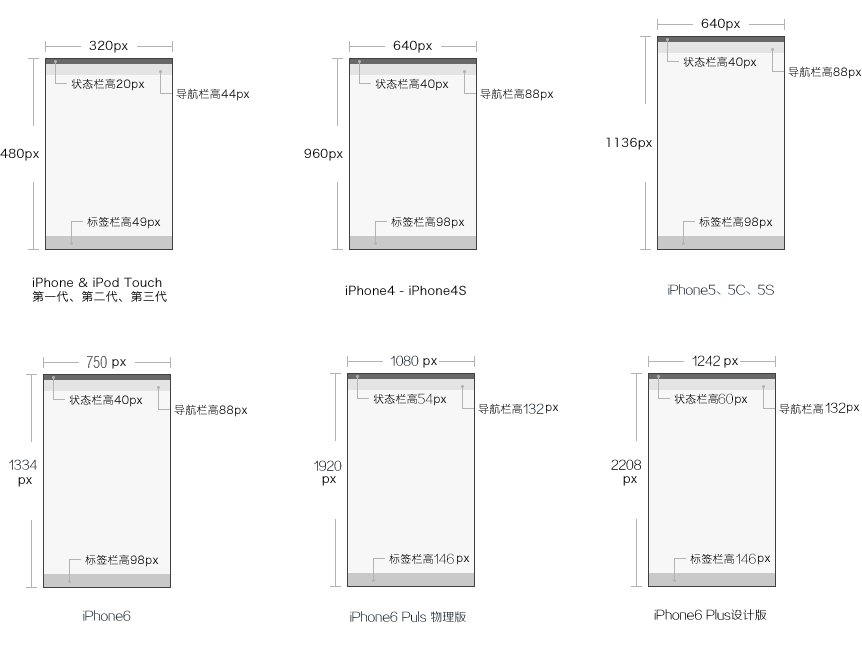 320px
状态栏高20px
导航栏高44px
480px
标签栏高49px
iPhone & iPod Touch
第一代、第二代、第三代
640px
状态栏高40px
导航栏高88px
960px
标签栏高98px
iPhone4 - iPhone4S
640px
状态栏高40px
导航栏高88px
1136px
标签栏高98px
iPhone5、5C、5S
750 px
状态栏高40px
导航栏高88px
1334
px
标签栏高98px
iPhone6
1080 px
状态栏高54px
导航栏高132px
1920
px
标签栏高146px
iPhone6 Puls 物理版
1242 px
状态栏高60px
导航栏高132px
2208
px
标签栏高146px
iPhone6 Plus设计版